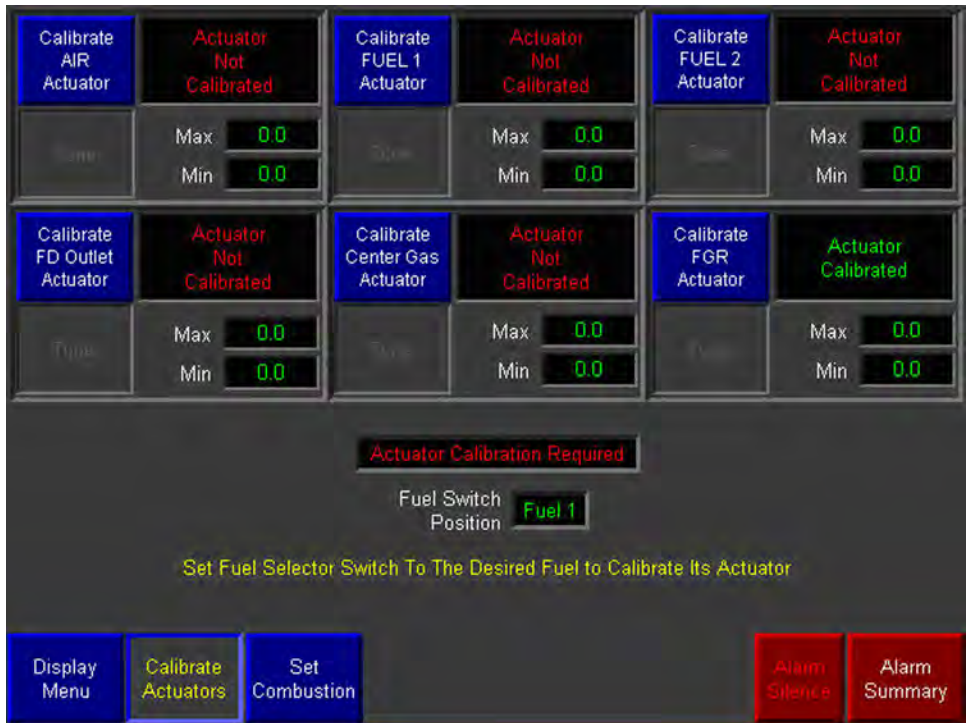 Calibrate
AIR
Actuator
Actuator
Not
Calibrated
Max 0.0
Min 0.0
Calibrate
FUEL 1
Actuator
Actuator
Not
Calibrated
Max 0.0
Min 0.0
Calibrate
FUEL 2
Actuator
Actuator
Not
Calibrated
Max 0.0
Min 0.0
Calibrate
FD Outlet
Actuator
Actuator
Not
Calibrated
Max 0.0
Min 0.0
Calibrate
Center Gas
Actuator
Actuator
Not
Calibrated
Max 0.0
Min 0.0
Calibrate
FGR
Actuator
Actuator
Calibrated
Max 0.0
Min 0.0
Actuator Calibration Required
Fuel Switch
Position
Fuel 1
Set Fuel Selector Switch To The Desired Fuel to Calibrate Its Actuator
Display
Menu
Calibrate
Actuators
Set
Combustion
Alarm
Silence
Alarm
Summary